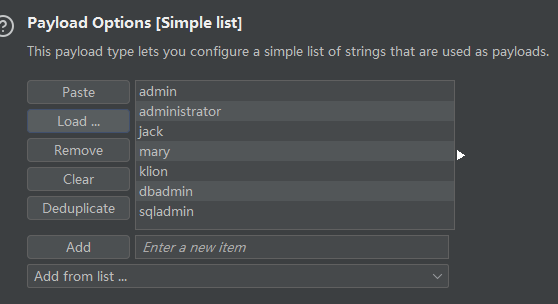 ?
Payload Options [Simple list]
This payload type lets you configure a simple list of strings that are used as payloads.
Paste
Load ...
Remove
Clear
Deduplicate
admin
administrator
jack
mary
klion
dbadmin
sqladmin
Add
Enter a new item
Add from list ...